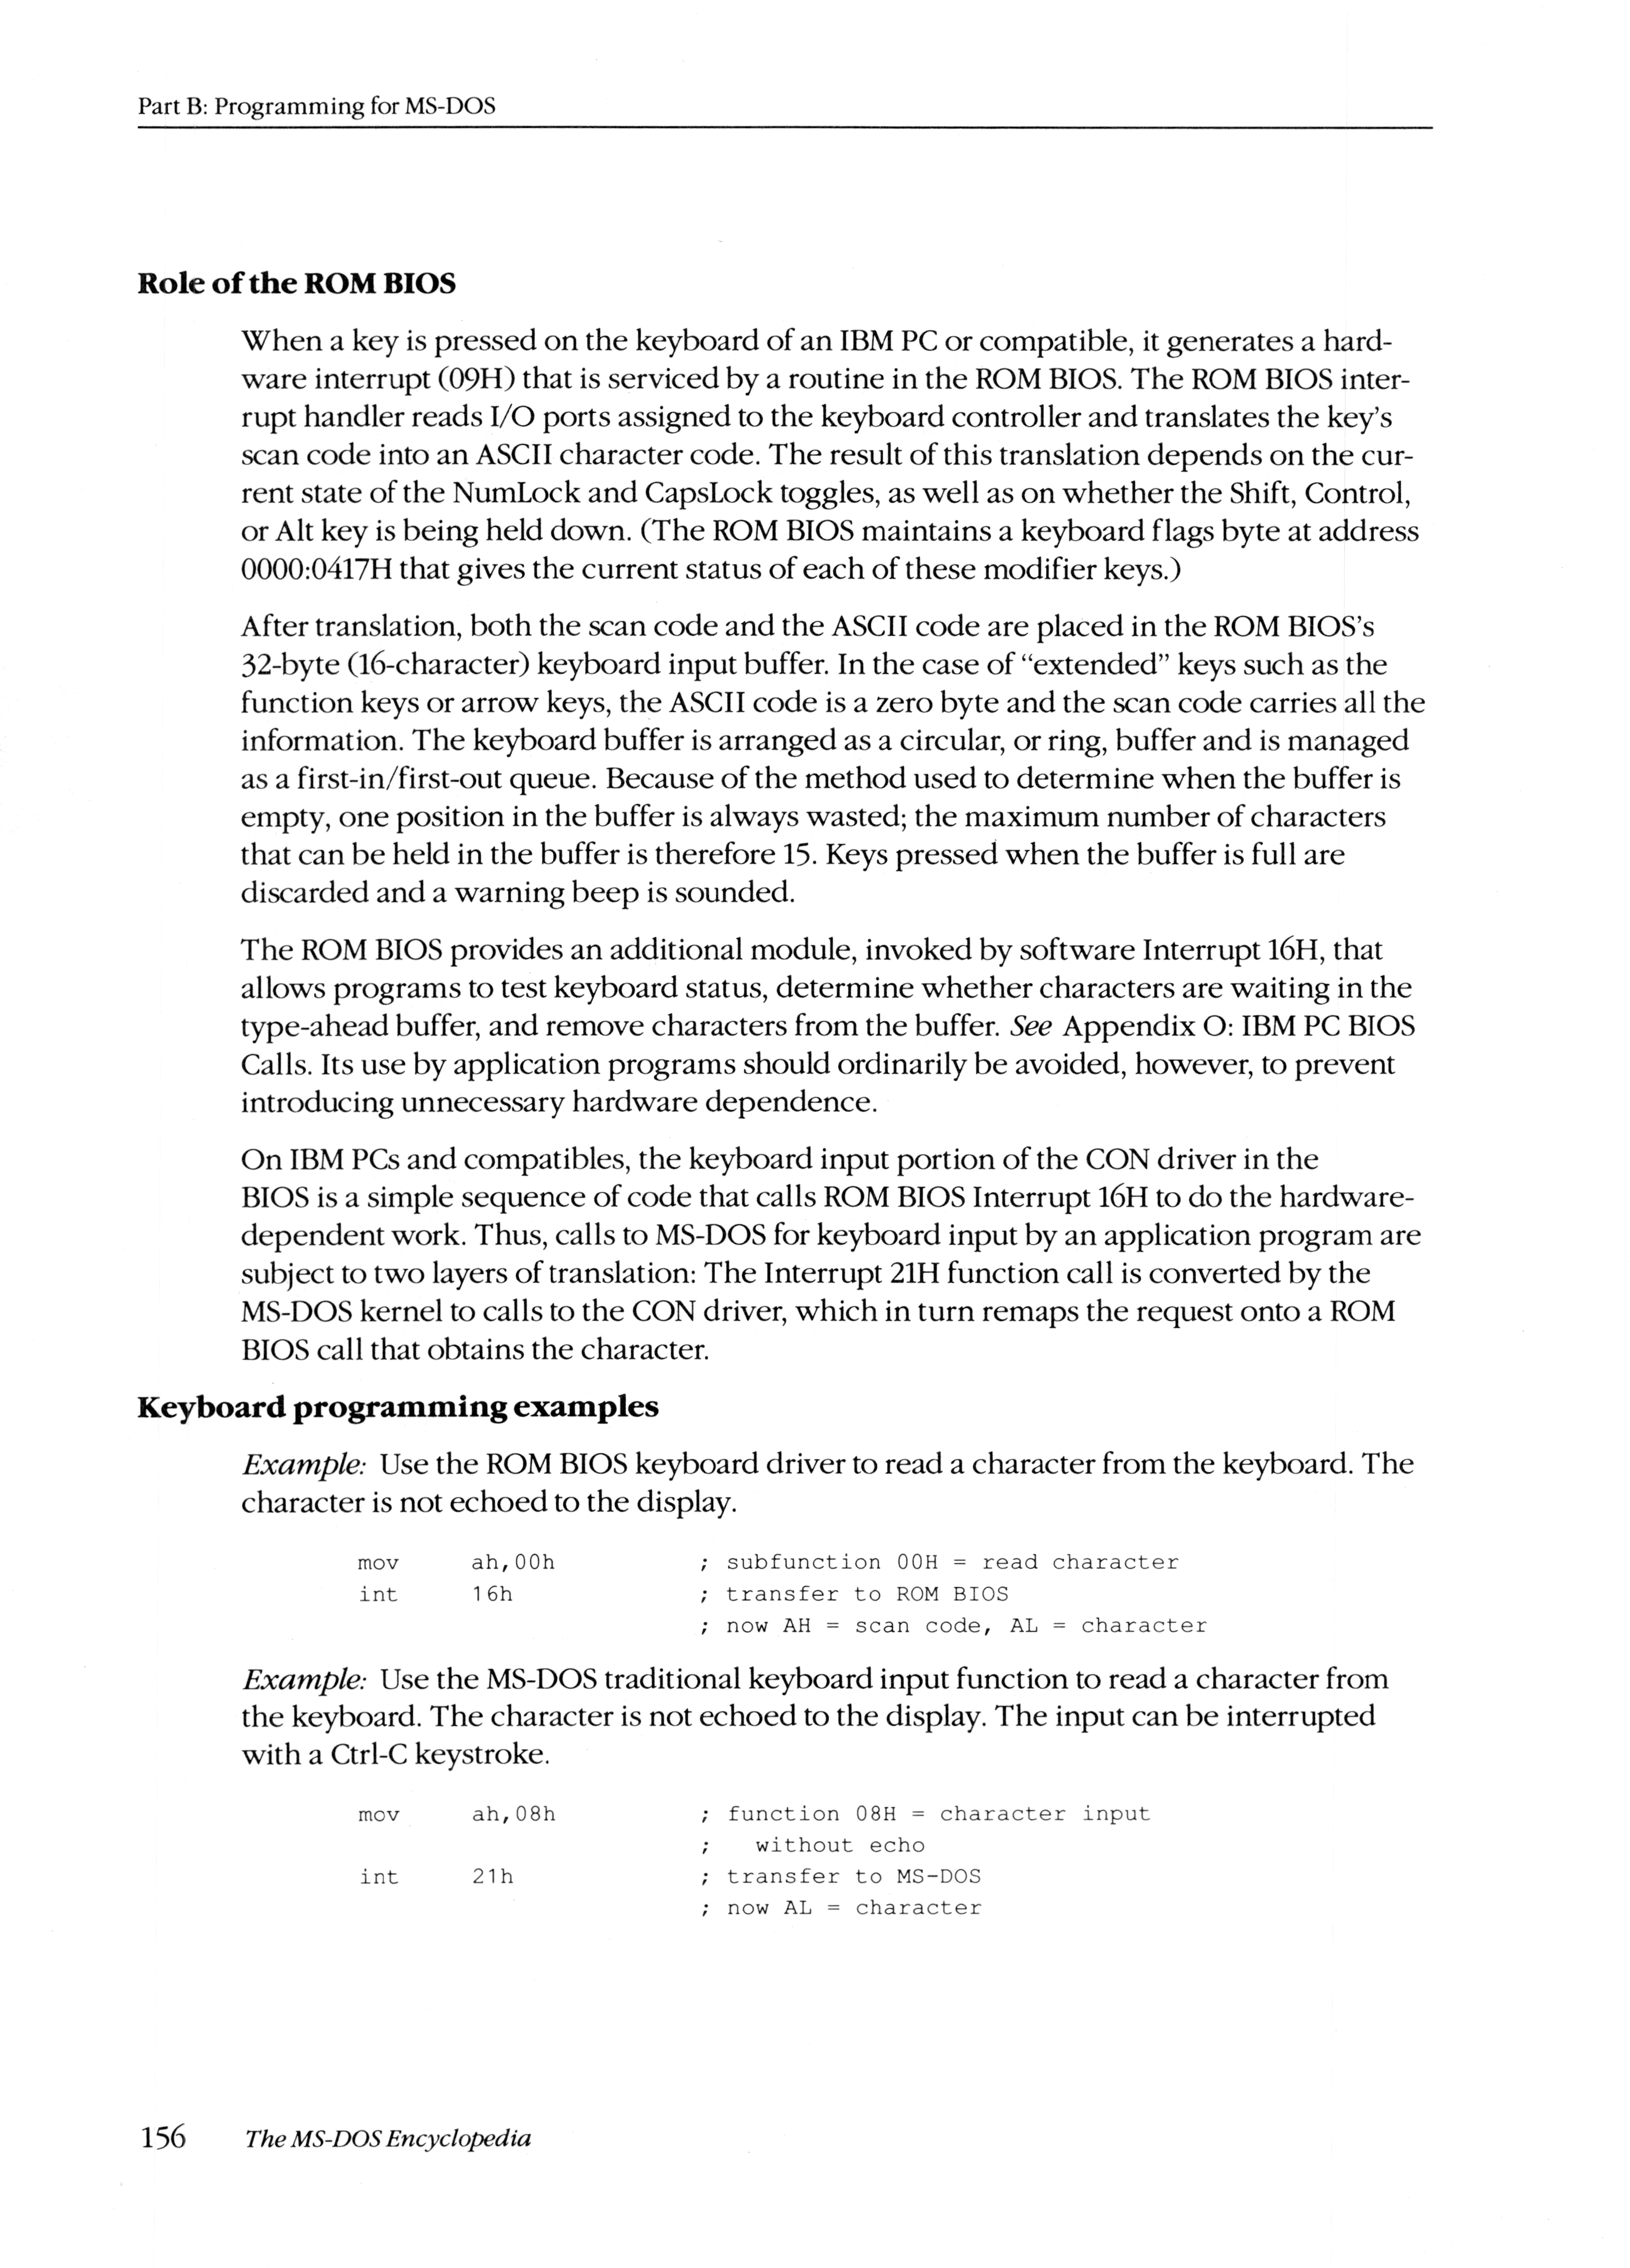 Part B: Programming for MS-DOS
Role of the ROM BIOS
When a key is pressed on the keyboard of an IBM PC or compatible, it generates a hard-
ware interrupt (09H) that is serviced by a routine in the ROM BIOS. The ROM BIOS inter-
rupt handler reads I/O ports assigned to the keyboard controller and translates the key's
scan code into an ASCII character code. The result of this translation depends on the cur-
rent state of the NumLock and CapsLock toggles, as well as on whether the Shift, Control,
or Alt key is being held down. (The ROM BIOS maintains a keyboard flags byte at address
0000:0417H that gives the current status of each of these modifier keys.)
After translation, both the scan code and the ASCII code are placed in the ROM BIOS's
32-byte (16-character) keyboard input buffer. In the case of “extended” keys such as the
function keys or arrow keys, the ASCII code is a zero byte and the scan code carries all the
information. The keyboard buffer is arranged as a circular, or ring, buffer and is managed
as a first-in/first-out queue. Because of the method used to determine when the buffer is
empty, one position in the buffer is always wasted; the maximum number of characters
that can be held in the buffer is therefore 15. Keys pressed when the buffer is full are
discarded and a warning beep is sounded.
The ROM BIOS provides an additional module, invoked by software Interrupt 16H, that
allows programs to test keyboard status, determine whether characters are waiting in the
type-ahead buffer, and remove characters from the buffer. See Appendix O: IBM PC BIOS
Calls. Its use by application programs should ordinarily be avoided, however, to prevent
introducing unnecessary hardware dependence.
On IBM PCs and compatibles, the keyboard input portion of the CON driver in the
BIOS is a simple sequence of code that calls ROM BIOS Interrupt 16H to do the hardware-
dependent work. Thus, calls to MS-DOS for keyboard input by an application program are
subject to two layers of translation: The Interrupt 21H function call is converted by the
MS-DOS kernel to calls to the CON driver, which in turn remaps the request onto a ROM
BIOS call that obtains the character.
Keyboard programming examples
Example: Use the ROM BIOS keyboard driver to read a character from the keyboard. The
character is not echoed to the display.
mov ah,00h ; subfunction 00H = read character
int 16h ; transfer to ROM BIOS
; now AH = scan code, AL = character
Example: Use the MS-DOS traditional keyboard input function to read a character from
the keyboard. The character is not echoed to the display. The input can be interrupted
with a Ctrl-C keystroke.
mov ah,08h ; function 08H = character input
; without echo
int 21h ; transfer to MS-DOS
; now AL = character
156 The MS-DOS Encyclopedia